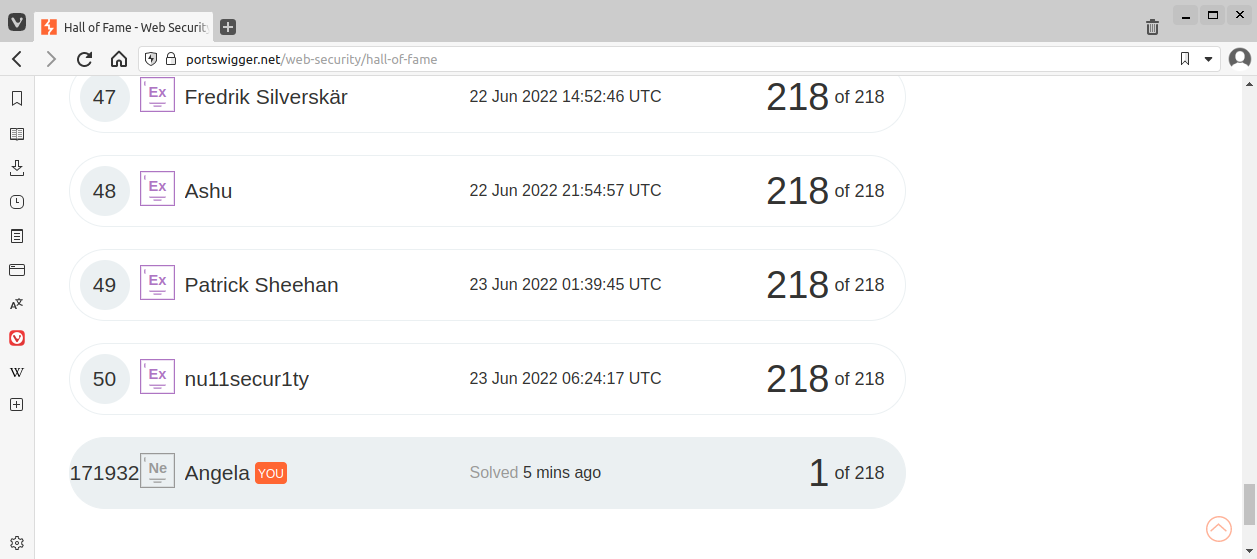 Hall of Fame - Web Security
portswigger.net/web-security/hall-of-fame
47 Ex Fredrik Silverskär 22 Jun 2022 14:52:46 UTC 218 of 218
48 Ex Ashu 22 Jun 2022 21:54:57 UTC 218 of 218
49 Ex Patrick Sheehan 23 Jun 2022 01:39:45 UTC 218 of 218
50 Ex nu11secur1ty 23 Jun 2022 06:24:17 UTC 218 of 218
171932 Ne Angela YOU Solved 5 mins ago 1 of 218